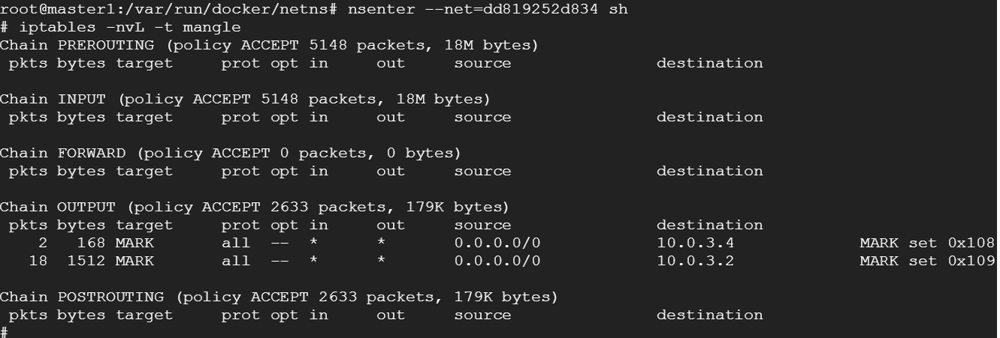 root@master1:/var/run/docker/netns# nsenter --net=dd819252d834 sh
# iptables -nvL -t mangle
Chain PREROUTING (policy ACCEPT 5148 packets, 18M bytes)
pkts bytes target prot opt in out source destination
Chain INPUT (policy ACCEPT 5148 packets, 18M bytes)
pkts bytes target prot opt in out source destination
Chain FORWARD (policy ACCEPT 0 packets, 0 bytes)
pkts bytes target prot opt in out source destination
Chain OUTPUT (policy ACCEPT 2633 packets, 179K bytes)
pkts bytes target prot opt in out source destination
2 168 MARK all -- * * 0.0.0.0/0 10.0.3.4 MARK set 0x108
18 1512 MARK all -- * * 0.0.0.0/0 10.0.3.2 MARK set 0x109
Chain POSTROUTING (policy ACCEPT 2633 packets, 179K bytes)
pkts bytes target prot opt in out source destination
#